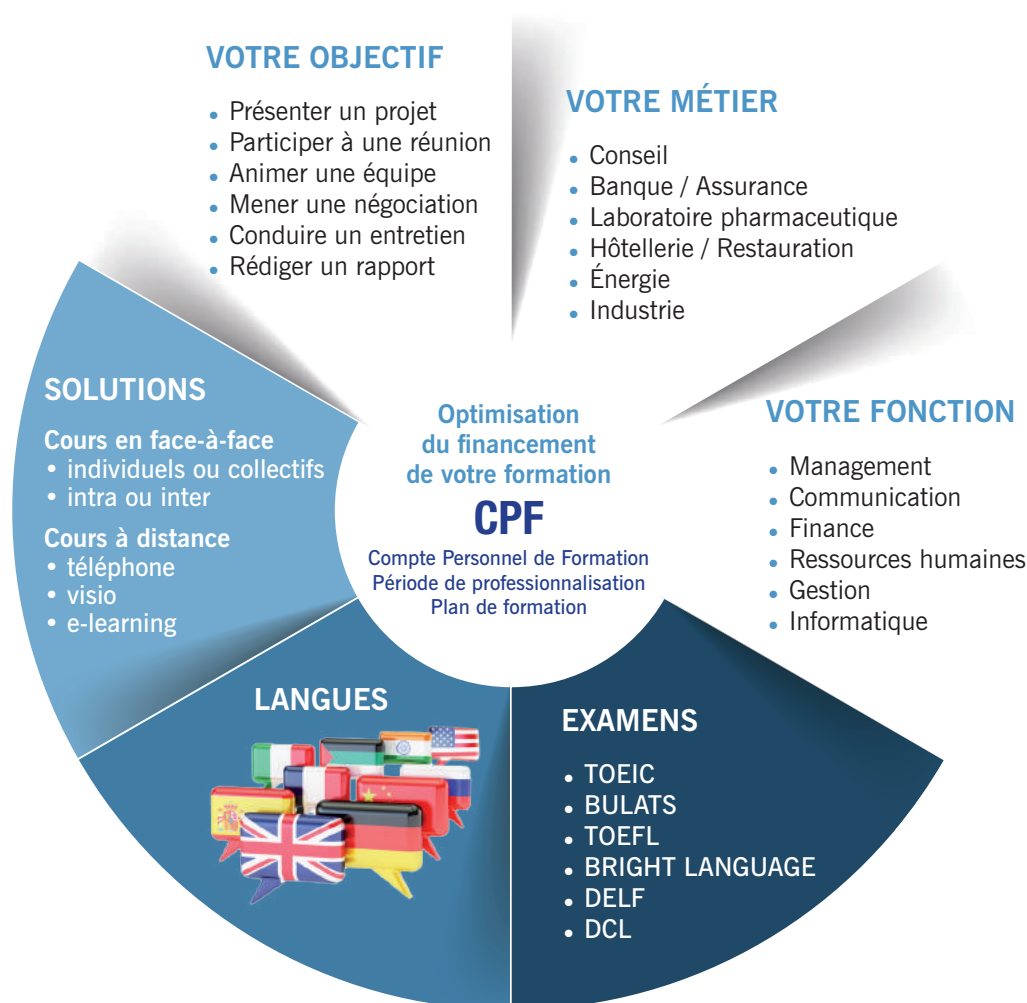 VOTRE OBJECTIF
• Présenter un projet
• Participer à une réunion
• Animer une équipe
• Mener une négociation
• Conduire un entretien
• Rédiger un rapport
VOTRE MÉTIER
• Conseil
• Banque / Assurance
• Laboratoire pharmaceutique
• Hôtellerie / Restauration
• Énergie
• Industrie
VOTRE FONCTION
• Management
• Communication
• Finance
• Ressources humaines
• Gestion
• Informatique
SOLUTIONS
Cours en face-à-face
• individuels ou collectifs
• intra ou inter
Cours à distance
• téléphone
• visio
• e-learning
Optimisation
du financement
de votre formation
CPF
Compte Personnel de Formation
Période de professionnalisation
Plan de formation
LANGUES
EXAMENS
• TOEIC
• BULATS
• TOEFL
• BRIGHT LANGUAGE
• DELF
• DCL